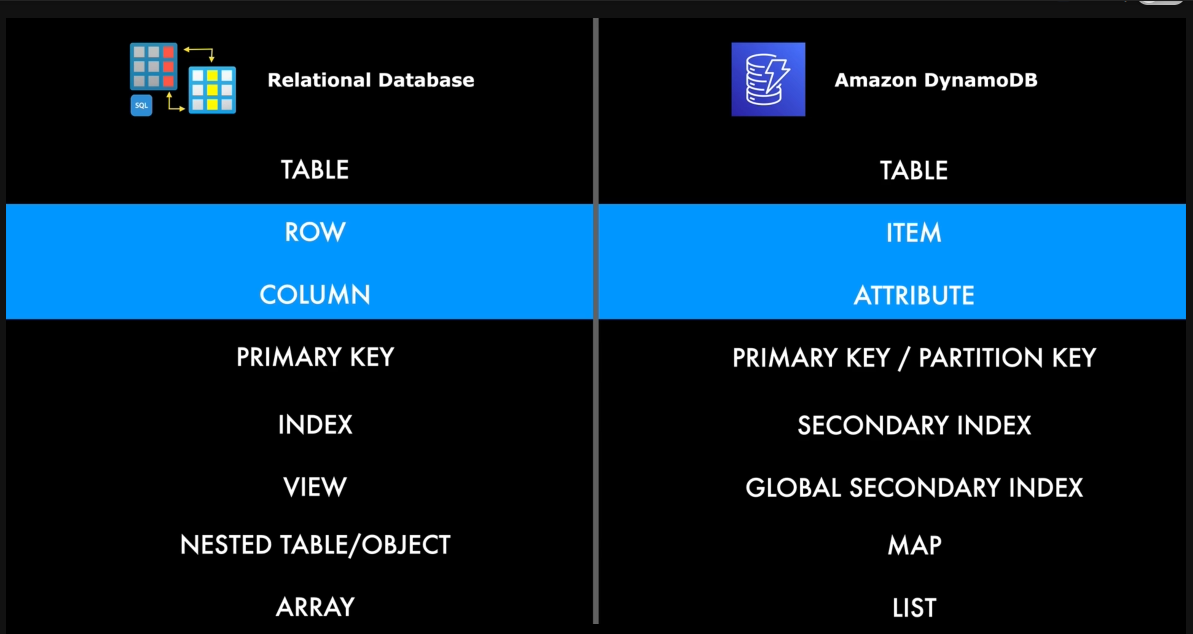 Relational Database
Amazon DynamoDB
SQL
TABLE
TABLE
ROW
ITEM
COLUMN
ATTRIBUTE
PRIMARY KEY
PRIMARY KEY / PARTITION KEY
INDEX
SECONDARY INDEX
VIEW
GLOBAL SECONDARY INDEX
NESTED TABLE/OBJECT
MAP
ARRAY
LIST